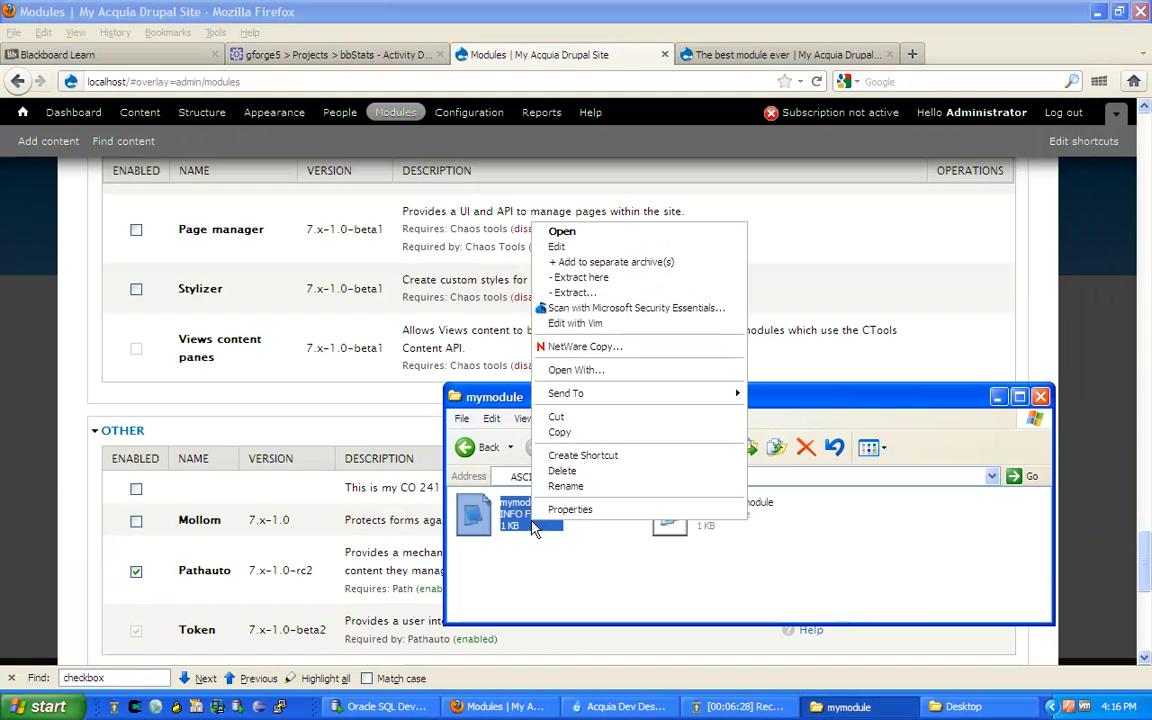 Modules | My Acquia Drupal Site - Mozilla Firefox
File Edit View History Bookmarks Tools Help
Blackboard Learn
gforge5 > Projects > bbStats - Activity D...
Modules | My Acquia Drupal Site
The best module ever | My Acquia Drupal...
localhost/#overlay=admin/modules
Google
Dashboard Content Structure Appearance People Modules Configuration Reports Help
Subscription not active Hello Administrator Log out
Add content Find content Edit shortcuts
ENABLED NAME VERSION DESCRIPTION OPERATIONS
Provides a UI and API to manage pages within the site.
Page manager 7.x-1.0-beta1
Requires: Chaos Tools (disa
Required by: Chaos Tools
Create custom styles for
Stylizer 7.x-1.0-beta1
Requires: Chaos tools (disa
Views content panes 7.x-1.0-beta1
Allows Views content to b
modules which use the CTools
Content API.
Requires: Chaos tools (disa
Open
Edit
+ Add to separate archive(s)
- Extract here
- Extract...
Scan with Microsoft Security Essentials...
Edit with Vim
NetWare Copy...
Open With...
Send To
Cut
Copy
Create Shortcut
Delete
Rename
Properties
mymodule
File Edit View
Back
Address ASCI
Go
mymod
INFO F
1 KB
odule
1 KB
OTHER
ENABLED NAME VERSION DESCRIPTION
This is my CO 241
Mollom 7.x-1.0 Protects forms aga
Pathauto 7.x-1.0-rc2
Provides a mechan
content they manag
Requires: Path (enab
Token 7.x-1.0-beta2
Provides a user inte
Required by: Pathauto (enabled)
Help
Find: checkbox Next Previous Highlight all Match case
start
Oracle SQL Dev...
Modules | My A...
Acquia Dev Des...
[00:06:28] Rec...
mymodule
Desktop
4:16 PM